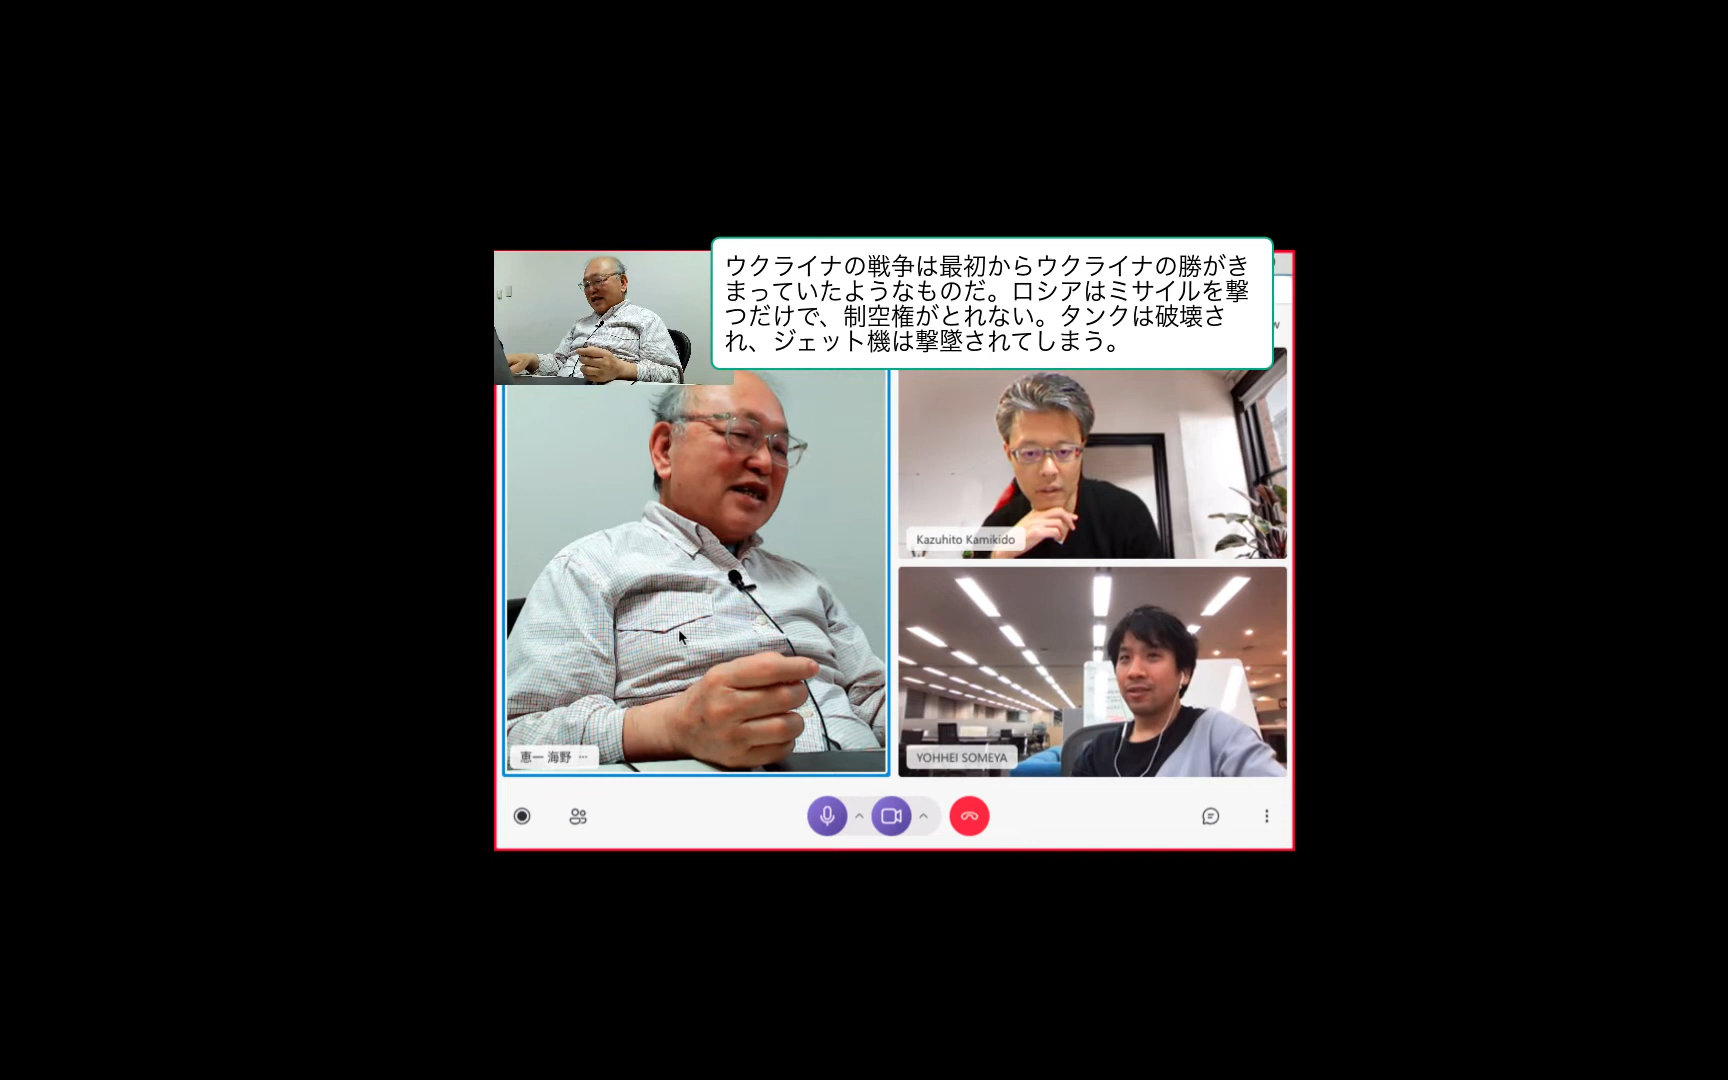 ウクライナの戦争は最初からウクライナの勝がき
まっていたようなものだ。ロシアはミサイルを撃
つだけで、制空権がとれない。タンクは破壊さ
れ、ジェット機は撃墜されてしまう。
Kazuhito Kamikido
恵一 海野 ···
YOHHEI SOMEYA